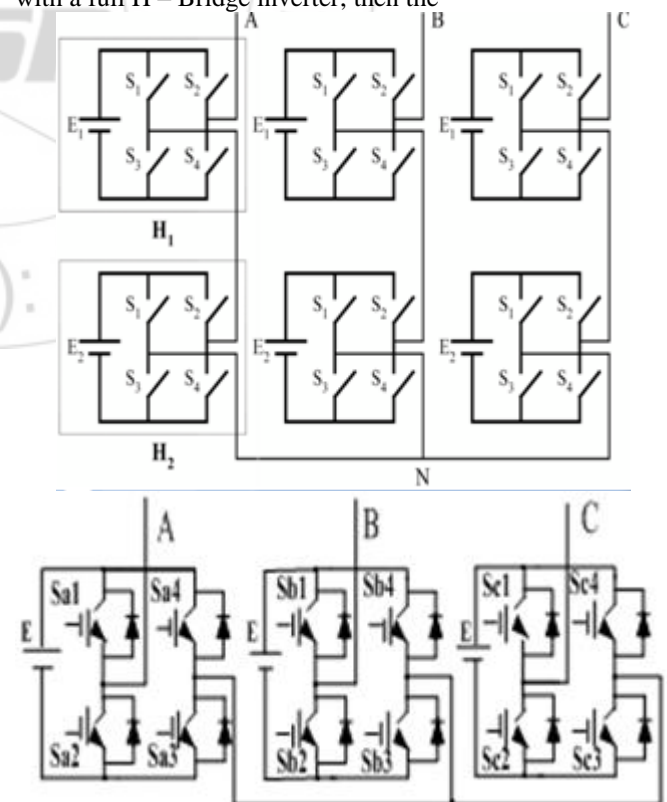 with a full H – Bridge inverter, then the
A B C
S1 S2 S1 S2 S1 S2
E1 E1 E1
S3 S4 S3 S4 S3 S4
H1
S1 S2 S1 S2 S1 S2
E2 E2 E2
S3 S4 S3 S4 S3 S4
H2
N
A B C
Sa1 Sa4 Sb1 Sb4 Sc1 Sc4
E E E
Sa2 Sa3 Sb2 Sb3 Sc2 Sc3